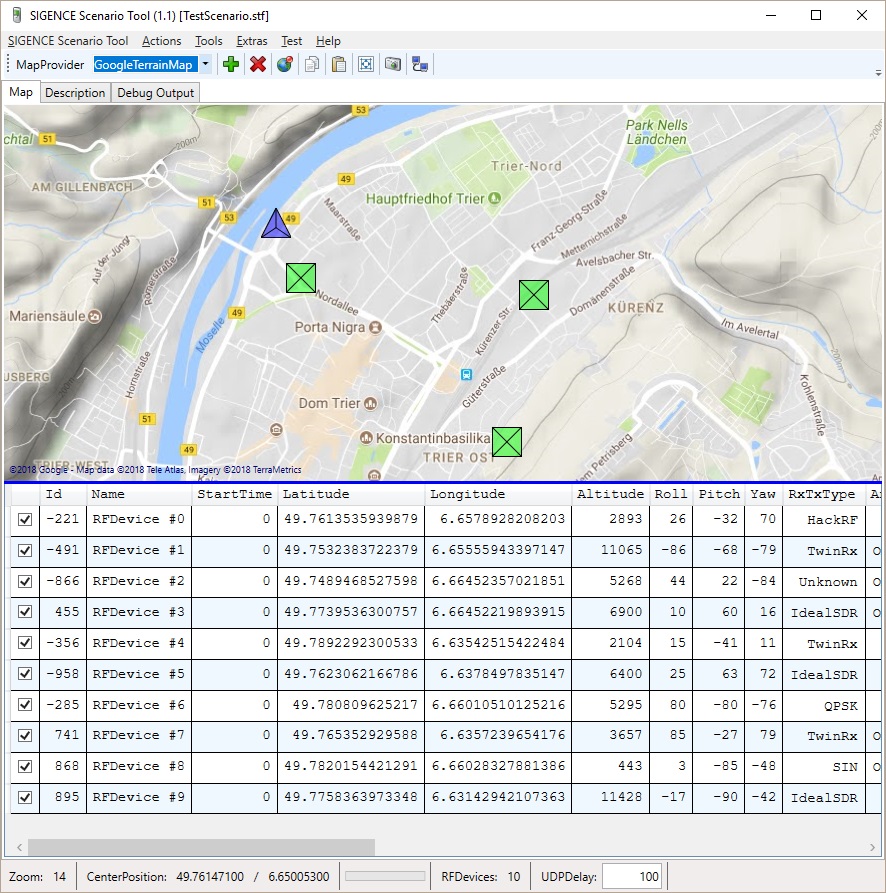 SIGENCE Scenario Tool (1.1) [TestScenario.stf]
SIGENCE Scenario Tool Actions Tools Extras Test Help
MapProvider GoogleTerrainMap
Map Description Debug Output
53
chtal 51
Park Nells
Ländchen
Trier-Nord
49
AM GILLENBACH
Hauptfriedhof Trier
51
53
49
Maarstraße
Franz-Georg-Straße
Metternichstraße
Auf der Jüngt
Römerstraße
Avelsbacher Str.
Thebäerstraße
Domänenstraße
Nordallee
KÜRENZ
Mariensäule
49
Kürenzer Str.
Im Avelertal
Moselle
Porta Nigra
Hornstraße
USBERG
200m
Güterstraße
Kohlenstraße
Dom Trier
51
Konstantinbasilika
49
TRIER OST
dem Petrisberg
200m
TRIER-WEST
©2018 Google - Map data ©2018 Tele Atlas, Imagery ©2018 TerraMetrics
Id Name StartTime Latitude Longitude Altitude Roll Pitch Yaw RxTxType
-221 RFDevice #0 0 49.7613535939879 6.6578928208203 2893 26 -32 70 HackRF
-491 RFDevice #1 0 49.7532383722379 6.65555943397147 11065 -86 -68 -79 TwinRx
-866 RFDevice #2 0 49.7489468527598 6.66452357021851 5268 44 22 -84 Unknown
455 RFDevice #3 0 49.7739536300757 6.66452219893915 6900 10 60 16 IdealSDR
-356 RFDevice #4 0 49.7892292300533 6.63542515422484 2104 15 -41 11 TwinRx
-958 RFDevice #5 0 49.7623062166786 6.6378497835147 6400 25 63 72 IdealSDR
-285 RFDevice #6 0 49.780809625217 6.66010510125216 5295 80 -80 -76 QPSK
741 RFDevice #7 0 49.765352929588 6.6357239654176 3657 85 -27 79 TwinRx
868 RFDevice #8 0 49.7820154421291 6.66028327881386 443 3 -85 -48 SIN
895 RFDevice #9 0 49.7758363973348 6.63142942107363 11428 -17 -90 -42 IdealSDR
Zoom: 14 CenterPosition: 49.76147100 / 6.65005300 RFDevices: 10 UDPDelay: 100